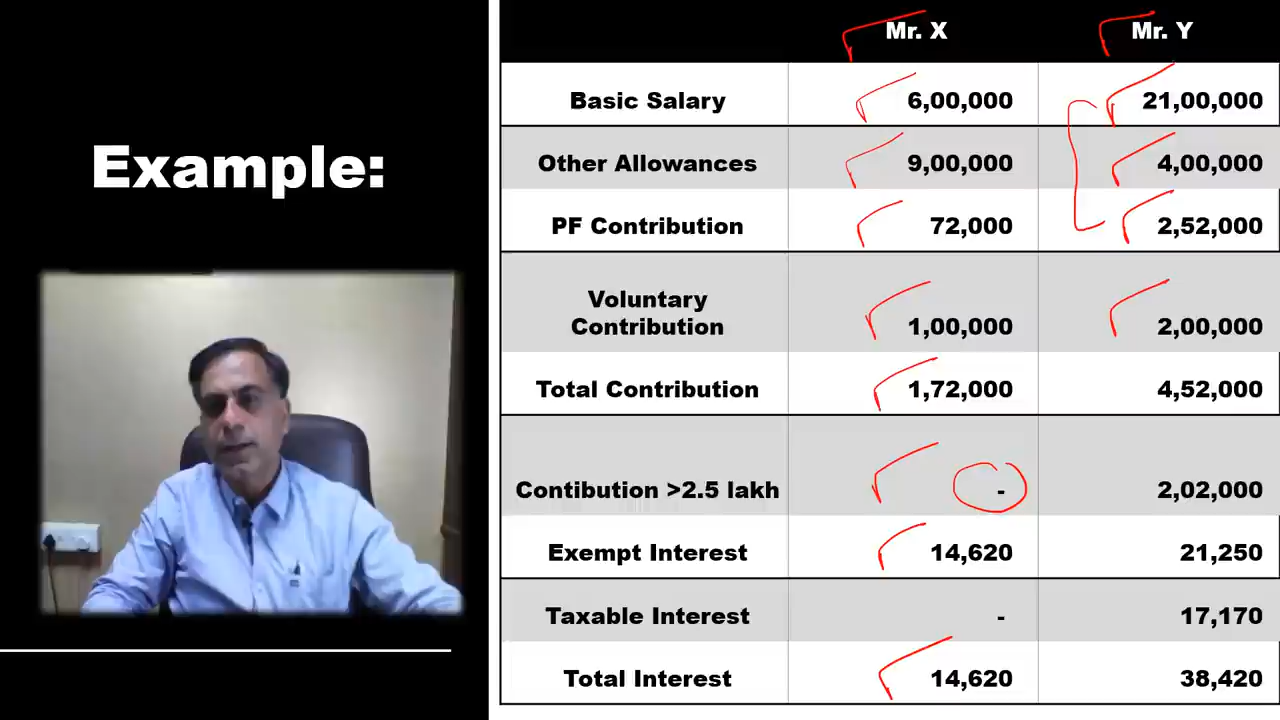 Example:
Mr. X Mr. Y
Basic Salary 6,00,000 21,00,000
Other Allowances 9,00,000 4,00,000
PF Contribution 72,000 2,52,000
Voluntary
Contribution 1,00,000 2,00,000
Total Contribution 1,72,000 4,52,000
Contibution >2.5 lakh - 2,02,000
Exempt Interest 14,620 21,250
Taxable Interest - 17,170
Total Interest 14,620 38,420